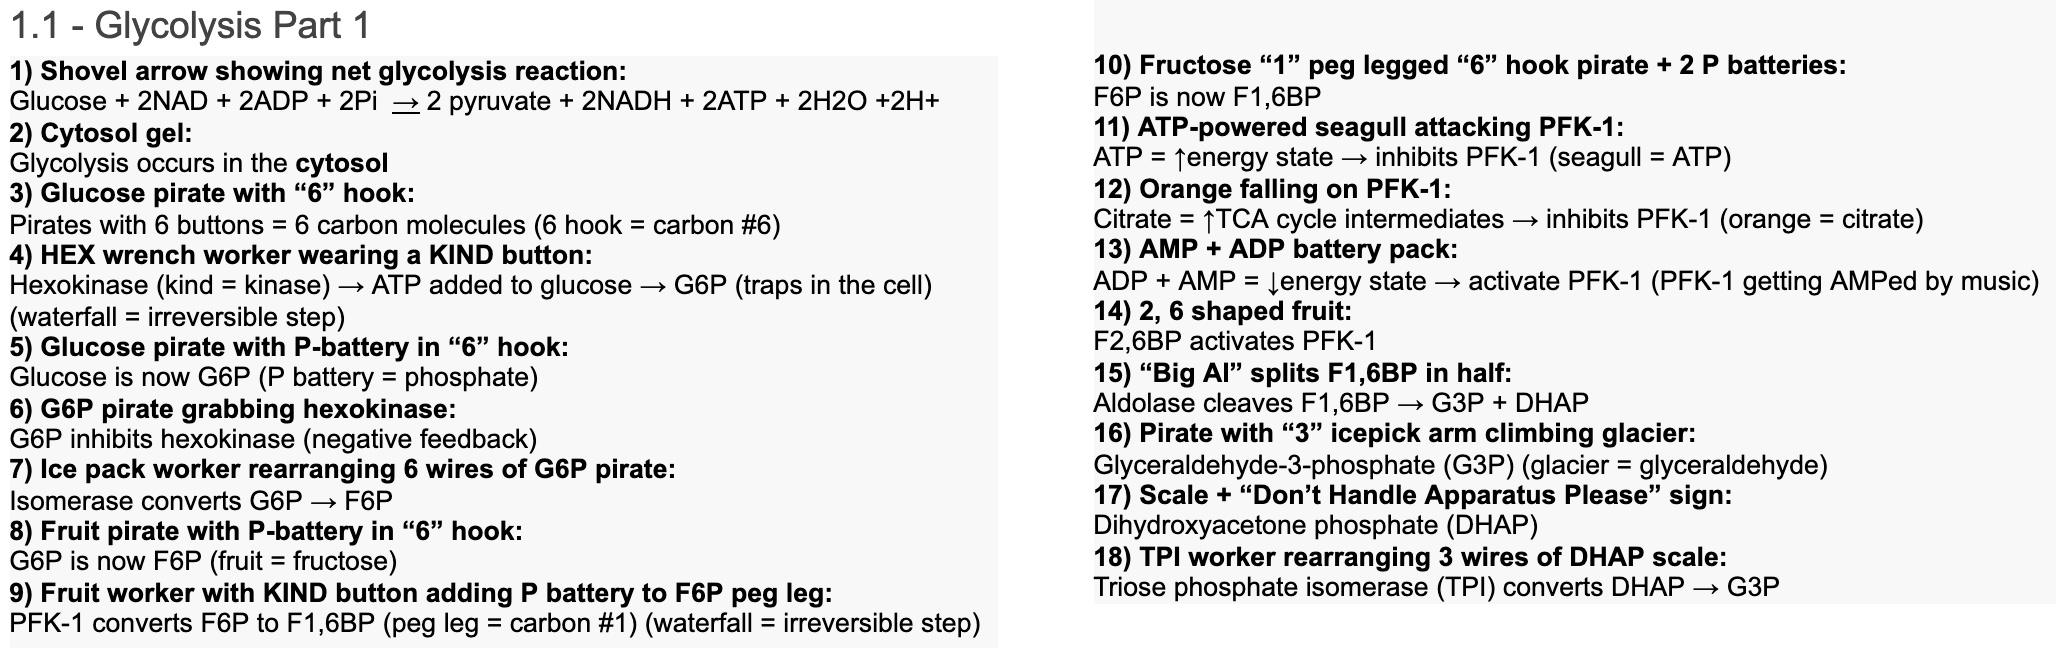 1.1 - Glycolysis Part 1
1) Shovel arrow showing net glycolysis reaction:
Glucose + 2NAD + 2ADP + 2Pi → 2 pyruvate + 2NADH + 2ATP + 2H2O +2H+
2) Cytosol gel:
Glycolysis occurs in the cytosol
3) Glucose pirate with “6” hook:
Pirates with 6 buttons = 6 carbon molecules (6 hook = carbon #6)
4) HEX wrench worker wearing a KIND button:
Hexokinase (kind = kinase) → ATP added to glucose → G6P (traps in the cell)
(waterfall = irreversible step)
5) Glucose pirate with P-battery in “6” hook:
Glucose is now G6P (P battery = phosphate)
6) G6P pirate grabbing hexokinase:
G6P inhibits hexokinase (negative feedback)
7) Ice pack worker rearranging 6 wires of G6P pirate:
Isomerase converts G6P → F6P
8) Fruit pirate with P-battery in “6” hook:
G6P is now F6P (fruit = fructose)
9) Fruit worker with KIND button adding P battery to F6P peg leg:
PFK-1 converts F6P to F1,6BP (peg leg = carbon #1) (waterfall = irreversible step)
10) Fructose “1” peg legged “6” hook pirate + 2 P batteries:
F6P is now F1,6BP
11) ATP-powered seagull attacking PFK-1:
ATP = ↑energy state → inhibits PFK-1 (seagull = ATP)
12) Orange falling on PFK-1:
Citrate = ↑TCA cycle intermediates → inhibits PFK-1 (orange = citrate)
13) AMP + ADP battery pack:
ADP + AMP = ↓energy state → activate PFK-1 (PFK-1 getting AMPed by music)
14) 2, 6 shaped fruit:
F2,6BP activates PFK-1
15) “Big Al” splits F1,6BP in half:
Aldolase cleaves F1,6BP → G3P + DHAP
16) Pirate with “3” icepick arm climbing glacier:
Glyceraldehyde-3-phosphate (G3P) (glacier = glyceraldehyde)
17) Scale + “Don’t Handle Apparatus Please” sign:
Dihydroxyacetone phosphate (DHAP)
18) TPI worker rearranging 3 wires of DHAP scale:
Triose phosphate isomerase (TPI) converts DHAP → G3P